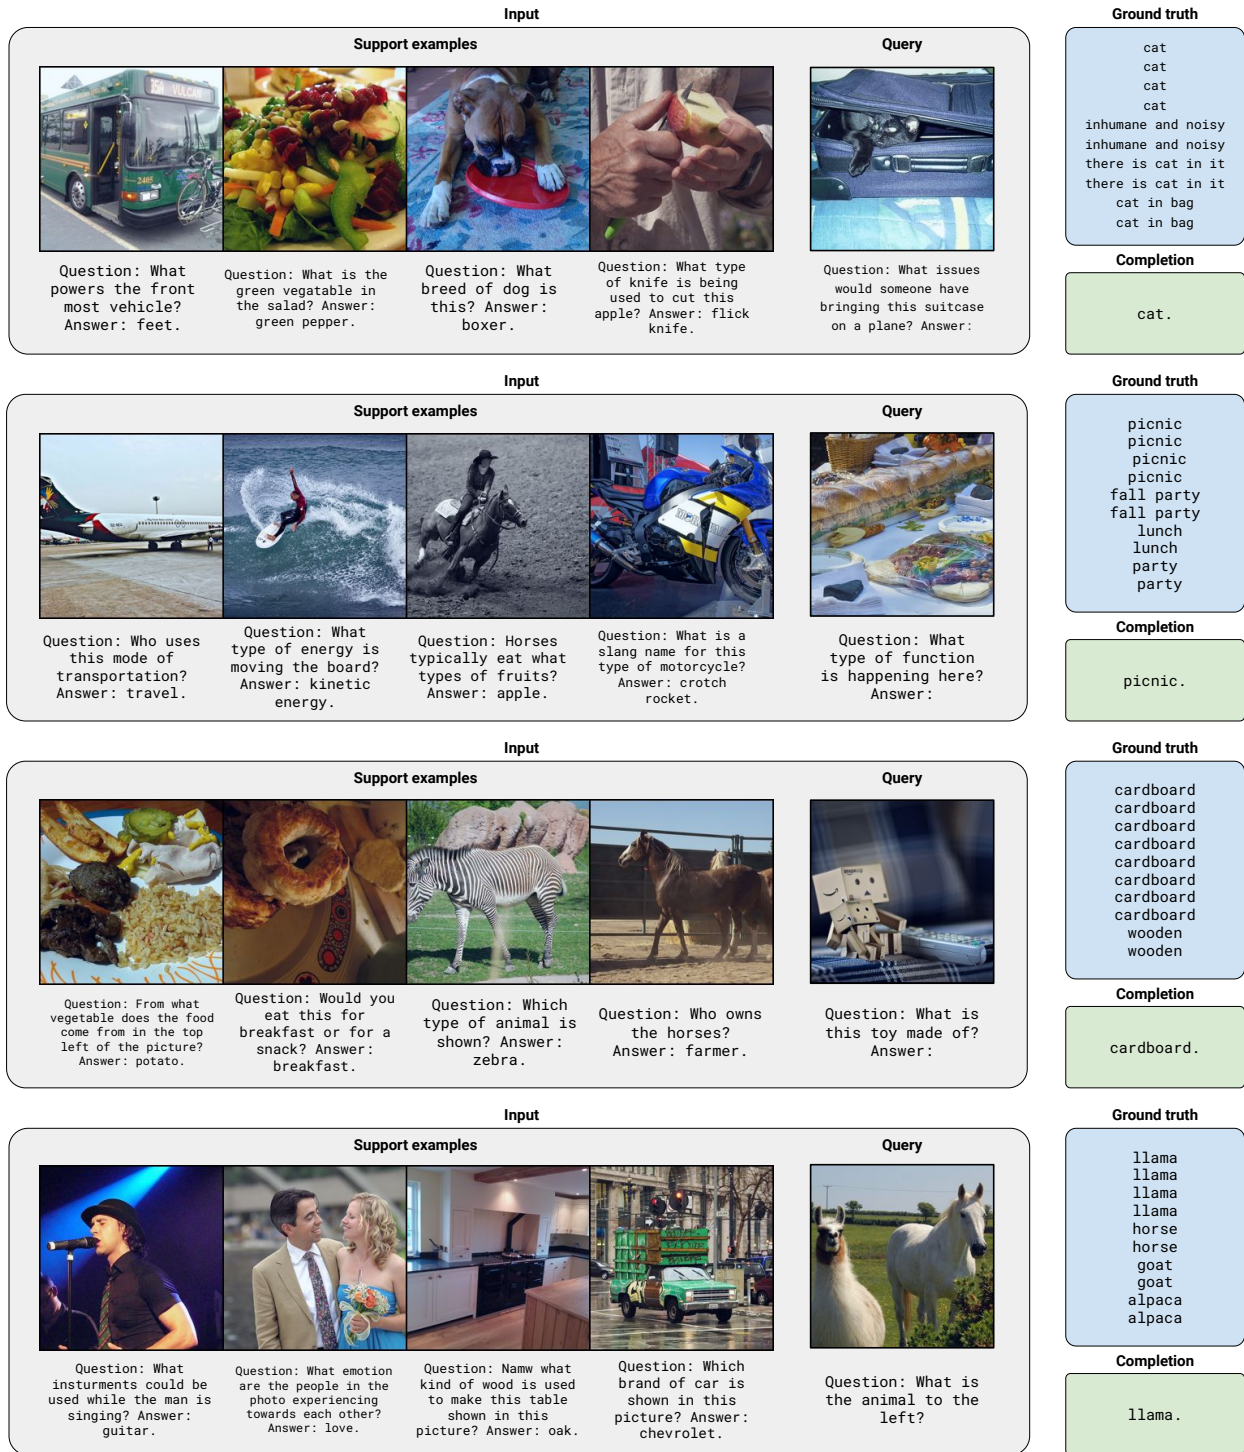 Input
Ground truth
Support examples
Query
35A VULCAN
2405
Question: What
powers the front
most vehicle?
Answer: feet.
Question: What is the
green vegatable in
the salad? Answer:
green pepper.
Question: What
breed of dog is
this? Answer:
boxer.
Question: What type
of knife is being
used to cut this
apple? Answer: flick
knife.
Question: What issues
would someone have
bringing this suitcase
on a plane? Answer:
cat
cat
cat
cat
inhumane and noisy
inhumane and noisy
there is cat in it
there is cat in it
cat in bag
cat in bag
Completion
cat.
Input
Ground truth
Support examples
Query
Question: Who uses
this mode of
transportation?
Answer: travel.
Question: What
type of energy is
moving the board?
Answer: kinetic
energy.
Question: Horses
typically eat what
types of fruits?
Answer: apple.
Question: What is a
slang name for this
type of motorcycle?
Answer: crotch
rocket.
Question: What
type of function
is happening here?
Answer:
picnic
picnic
picnic
picnic
fall party
fall party
lunch
lunch
party
party
Completion
picnic.
Input
Ground truth
Support examples
Query
Question: From what
vegetable does the food
come from in the top
left of the picture?
Answer: potato.
Question: Would you
eat this for
breakfast or for a
snack? Answer:
breakfast.
Question: Which
type of animal is
shown? Answer:
zebra.
Question: Who owns
the horses?
Answer: farmer.
Question: What is
this toy made of?
Answer:
cardboard
cardboard
cardboard
cardboard
cardboard
cardboard
cardboard
cardboard
wooden
wooden
Completion
cardboard.
Input
Ground truth
Support examples
Query
Question: What
insturments could be
used while the man is
singing? Answer:
guitar.
Question: What emotion
are the people in the
photo experiencing
towards each other?
Answer: love.
Question: Namw what
kind of wood is used
to make this table
shown in this
picture? Answer: oak.
Question: Which
brand of car is
shown in this
picture? Answer:
chevrolet.
Question: What is
the animal to the
left?
llama
llama
llama
llama
horse
horse
goat
goat
alpaca
alpaca
Completion
llama.